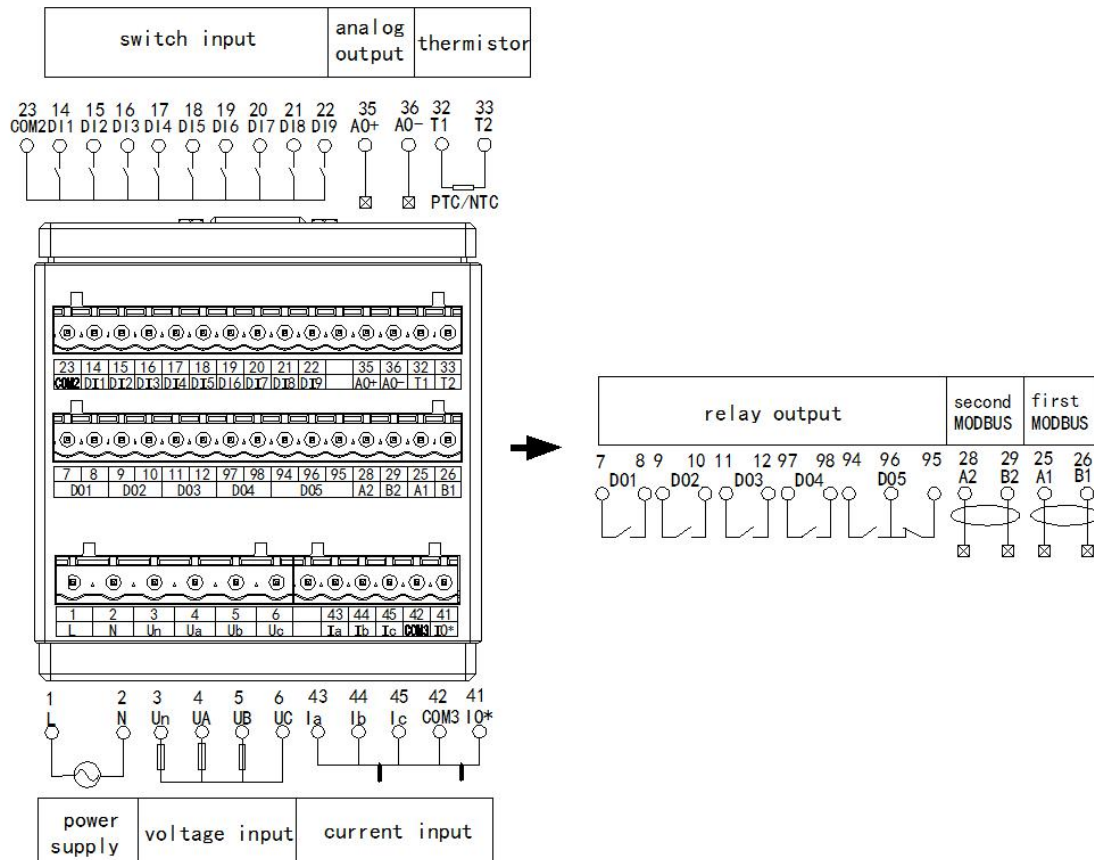 switch input
analog output
thermistor
23 14 15 16 17 18 19 20 21 22 35 36 32 33
COM2 DI1 DI2 DI3 DI4 DI5 DI6 DI7 DI8 DI9 AO+ AO- T1 T2
PTC/NTC
23 14 15 16 17 18 19 20 21 22 35 36 32 33
COM2 DI1 DI2 DI3 DI4 DI5 DI6 DI7 DI8 DI9 AO+ AO- T1 T2
7 8 9 10 11 12 97 98 94 96 95 28 29 25 26
DO1 DO2 DO3 DO4 DO5 A2 B2 A1 B1
1 2 3 4 5 6 43 44 45 42 41
L N Un Ua Ub Uc Ia Ib Ic COM3 IO*
1 2 3 4 5 6 43 44 45 42 41
L N Un UA UB UC Ia Ib Ic COM3 IO*
power supply
voltage input
current input
relay output
second MODBUS
first MODBUS
7 8 9 10 11 12 97 98 94 96 95 28 29 25 26
DO1 DO2 DO3 DO4 DO5 A2 B2 A1 B1